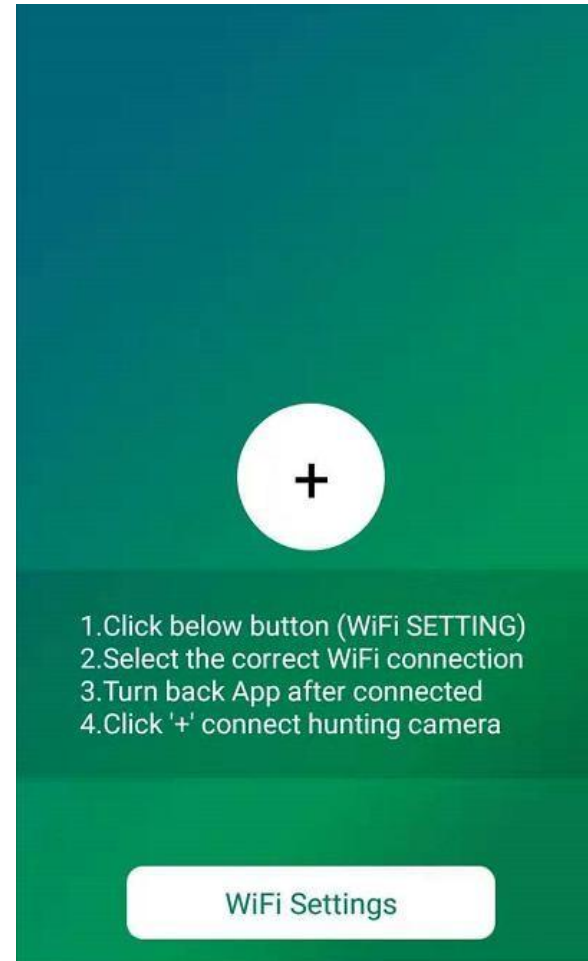 +
1.Click below button (WiFi SETTING)
2.Select the correct WiFi connection
3.Turn back App after connected
4.Click '+' connect hunting camera
WiFi Settings